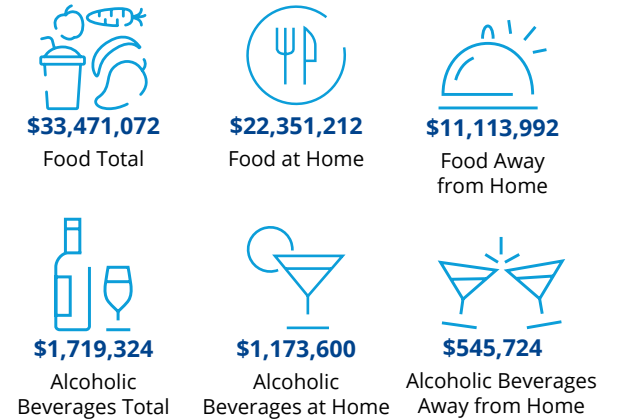 $33,471,072
Food Total
$22,351,212
Food at Home
$11,113,992
Food Away
from Home
$1,719,324
Alcoholic
Beverages Total
$1,173,600
Alcoholic
Beverages at Home
$545,724
Alcoholic Beverages
Away from Home